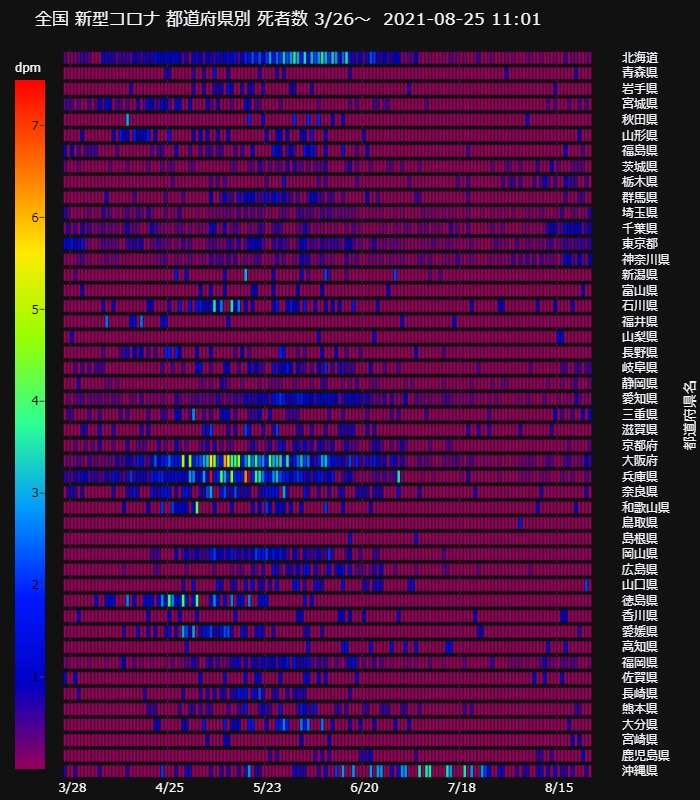 全国 新型コロナ 都道府県別 死者数 3/26～ 2021-08-25 11:01
dpm
7
6
5
4
3
2
1
北海道
青森県
岩手県
宮城県
秋田県
山形県
福島県
茨城県
栃木県
群馬県
埼玉県
千葉県
東京都
神奈川県
新潟県
富山県
石川県
福井県
山梨県
長野県
岐阜県
静岡県
愛知県
三重県
滋賀県
京都府
大阪府
兵庫県
奈良県
和歌山県
鳥取県
島根県
岡山県
広島県
山口県
徳島県
香川県
愛媛県
高知県
福岡県
佐賀県
長崎県
熊本県
大分県
宮崎県
鹿児島県
沖縄県
都道府県名
3/28 4/25 5/23 6/20 7/18 8/15